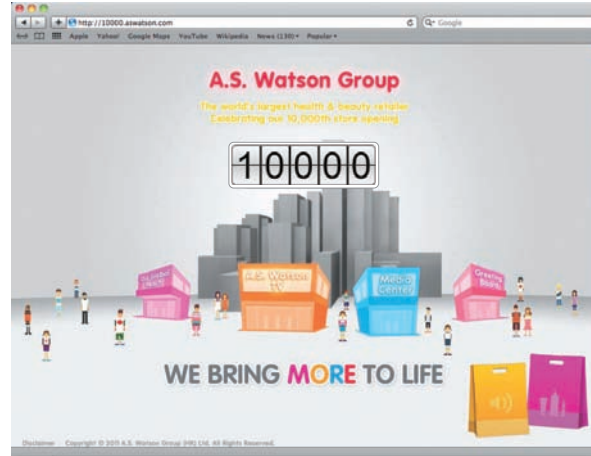 http://10000.aswatson.com
Google
Apple Yahoo! Google Maps YouTube Wikipedia News (130) Popular
A.S. Watson Group
The world's largest health & beauty retailer
Celebrating our 10,000th store opening
10000
A.S. Watson
TV
Media
Center
Greeting
Boards
WE BRING MORE TO LIFE
Disclaimer Copyright © 2011 A.S. Watson Group (HK) Ltd. All Rights Reserved.